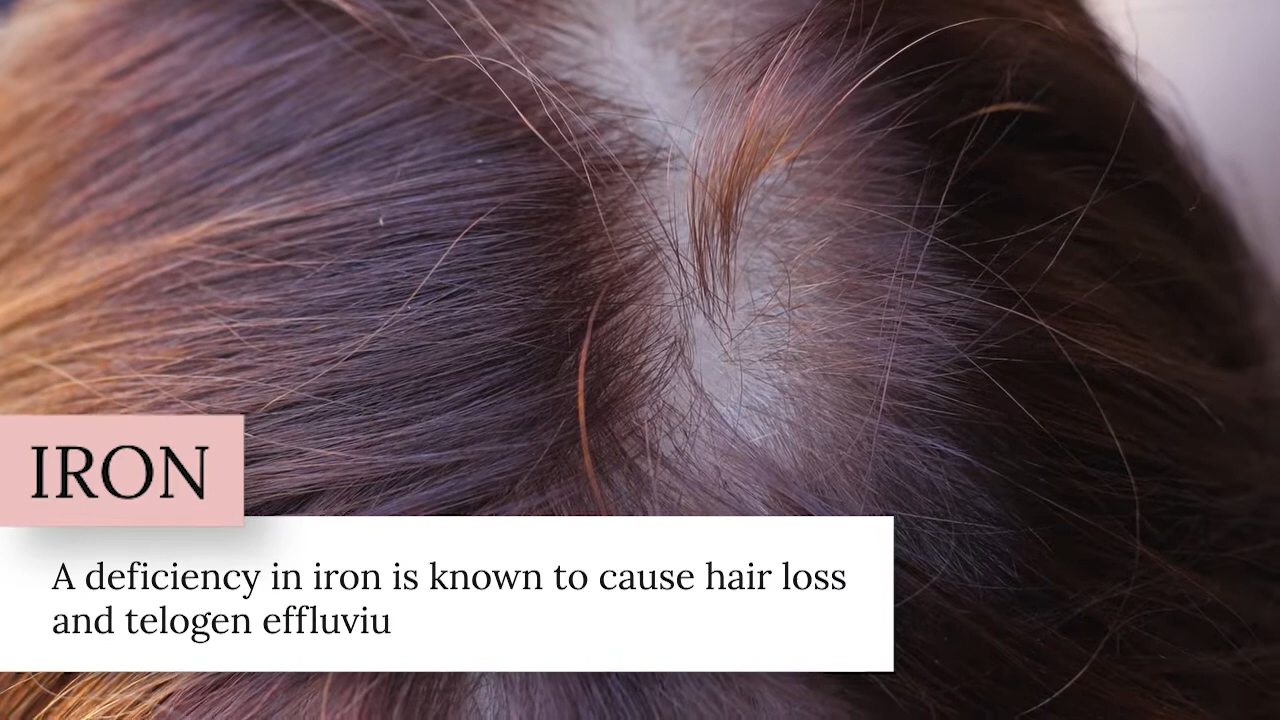 IRON
A deficiency in iron is known to cause hair loss
and telogen effluviu